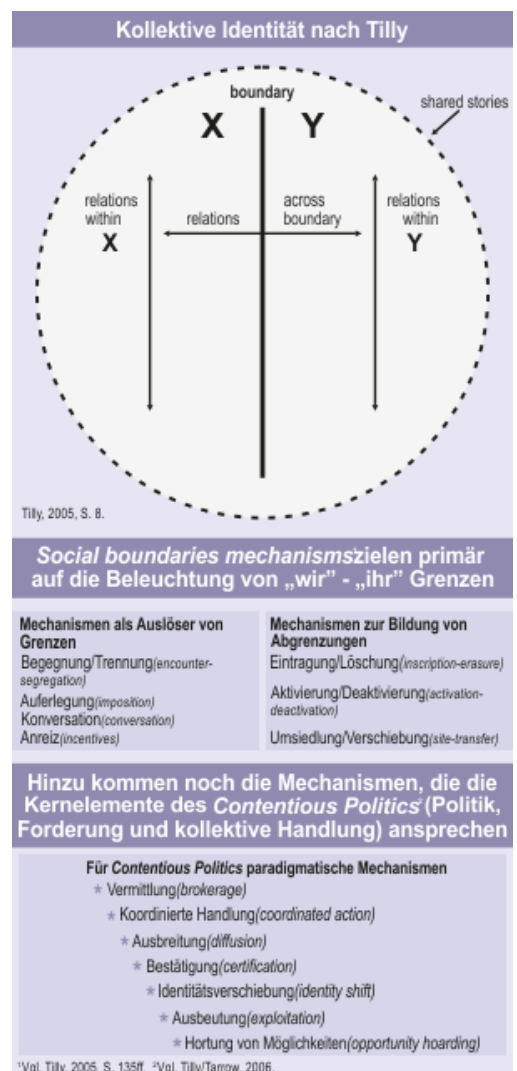 Kollektive Identität nach Tilly
boundary
X Y
shared stories
relations
within
X
relations
across
boundary
relations
within
Y
Tilly, 2005, S. 8.
Social boundaries mechanisms¹zielen primär
auf die Beleuchtung von „wir” - „ihr” Grenzen
Mechanismen als Auslöser von
Grenzen
Begegnung/Trennung(encounter-
segregation)
Auferlegung(imposition)
Konversation(conversation)
Anreiz(incentives)
Mechanismen zur Bildung von
Abgrenzungen
Eintragung/Löschung(inscription-erasure)
Aktivierung/Deaktivierung(activation-
deactivation)
Umsiedlung/Verschiebung(site-transfer)
Hinzu kommen noch die Mechanismen, die die
Kernelemente des Contentious Politics²(Politik,
Forderung und kollektive Handlung) ansprechen
Für Contentious Politics paradigmatische Mechanismen
* Vermittlung(brokerage)
* Koordinierte Handlung(coordinated action)
* Ausbreitung(diffusion)
* Bestätigung(certification)
* Identitätsverschiebung(identity shift)
* Ausbeutung(exploitation)
* Hortung von Möglichkeiten(opportunity hoarding)
¹Vgl. Tilly, 2005, S. 135ff. ²Vgl. Tilly/Tarrow, 2006.